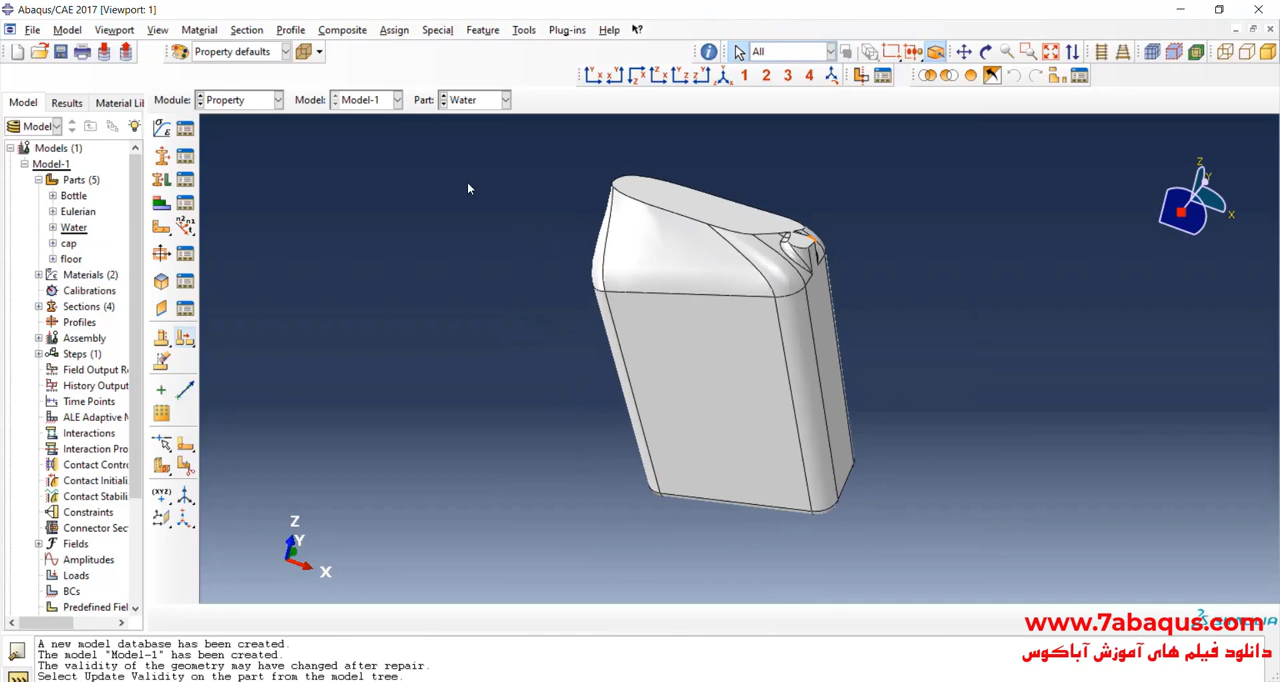 Abaqus/CAE 2017 [Viewport: 1]
File Model Viewport View Material Section Profile Composite Assign Special Feature Tools Plug-ins Help
Property defaults All
1 2 3 4
Model Results Material Lib Module: Property Model: Model-1 Part: Water
Model
Models (1)
Model-1
Parts (5)
Bottle
Eulerian
Water
cap
floor
Materials (2)
Calibrations
Sections (4)
Profiles
Assembly
Steps (1)
Field Output R
History Output
Time Points
ALE Adaptive M
Interactions
Interaction Pro
Contact Contr
Contact Initiali
Contact Stabili
Constraints
Connector Sec
Fields
Amplitudes
Loads
BCs
Predefined Fiel
Z
Y
X
Z
Y
X
www.7abaqus.com
دانلود فیلم های آموزش آباکوس
A new model database has been created.
The model "Model-1" has been created.
The validity of the geometry may have changed after repair.
Select Update Validity on the part from the model tree.